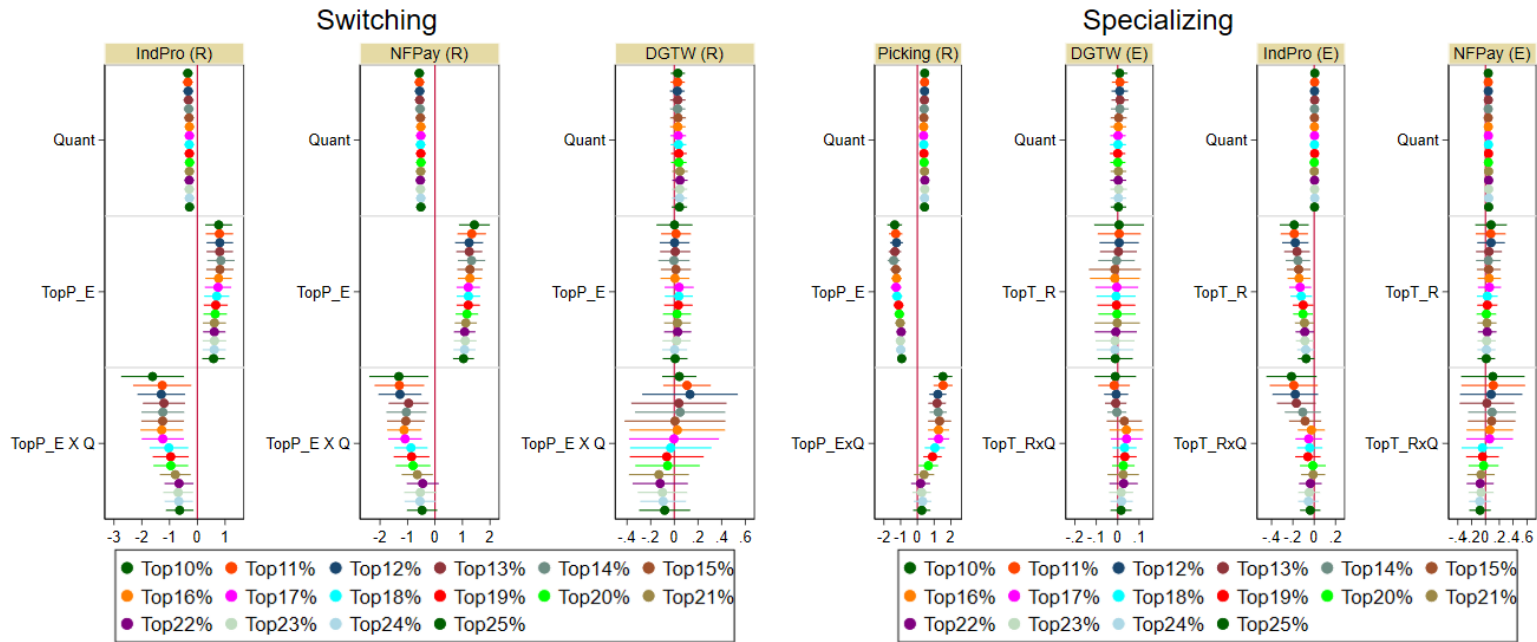 Switching Specializing
IndPro (R) NFPay (R) DGTW (R) Picking (R) DGTW (E) IndPro (E) NFPay (E)
Quant Quant Quant Quant Quant Quant Quant
TopP_E TopP_E TopP_E TopP_E TopT_R TopT_R TopT_R
TopP_E X Q TopP_E X Q TopP_E X Q TopP_ExQ TopT_RxQ TopT_RxQ TopT_RxQ
-3 -2 -1 0 1 -2 -1 0 1 2 -.4 -.2 0 .2 .4 .6 -2 -1 0 1 2 -.2 -.1 0 .1 -.4 -.2 0 .2 -.4-.20 .2.4.6
Top10% Top11% Top12% Top13% Top14% Top15% Top10% Top11% Top12% Top13% Top14% Top15%
Top16% Top17% Top18% Top19% Top20% Top21% Top16% Top17% Top18% Top19% Top20% Top21%
Top22% Top23% Top24% Top25% Top22% Top23% Top24% Top25%